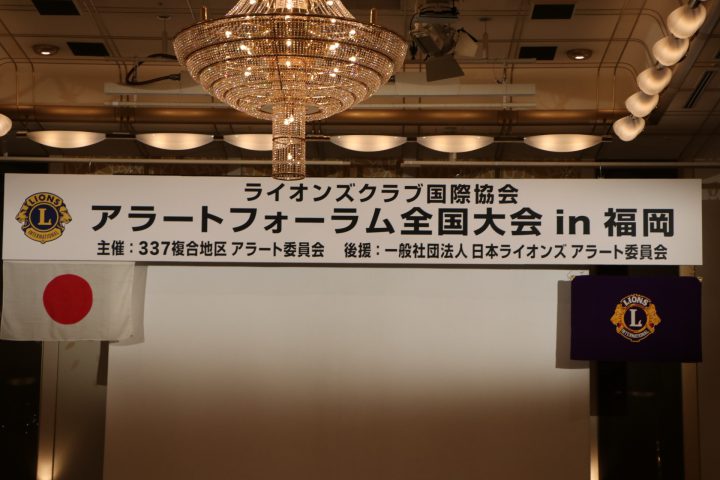 ライオンズクラブ国際協会
アラートフォーラム全国大会 in 福岡
主催：337複合地区 アラート委員会　後援：一般社団法人 日本ライオンズ アラート委員会
LIONS
L
INTERNATIONAL
LIONS
L
INTERNATIONAL